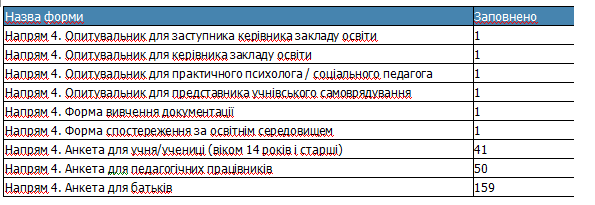 Назва форми Заповнено
Напрям 4. Опитувальник для заступника керівника закладу освіти 1
Напрям 4. Опитувальник для керівника закладу освіти 1
Напрям 4. Опитувальник для практичного психолога / соціального педагога 1
Напрям 4. Опитувальник для представника учнівського самоврядування 1
Напрям 4. Форма вивчення документації 1
Напрям 4. Форма спостереження за освітнім середовищем 1
Напрям 4. Анкета для учня/учениці (віком 14 років і старші) 41
Напрям 4. Анкета для педагогічних працівників 50
Напрям 4. Анкета для батьків 159